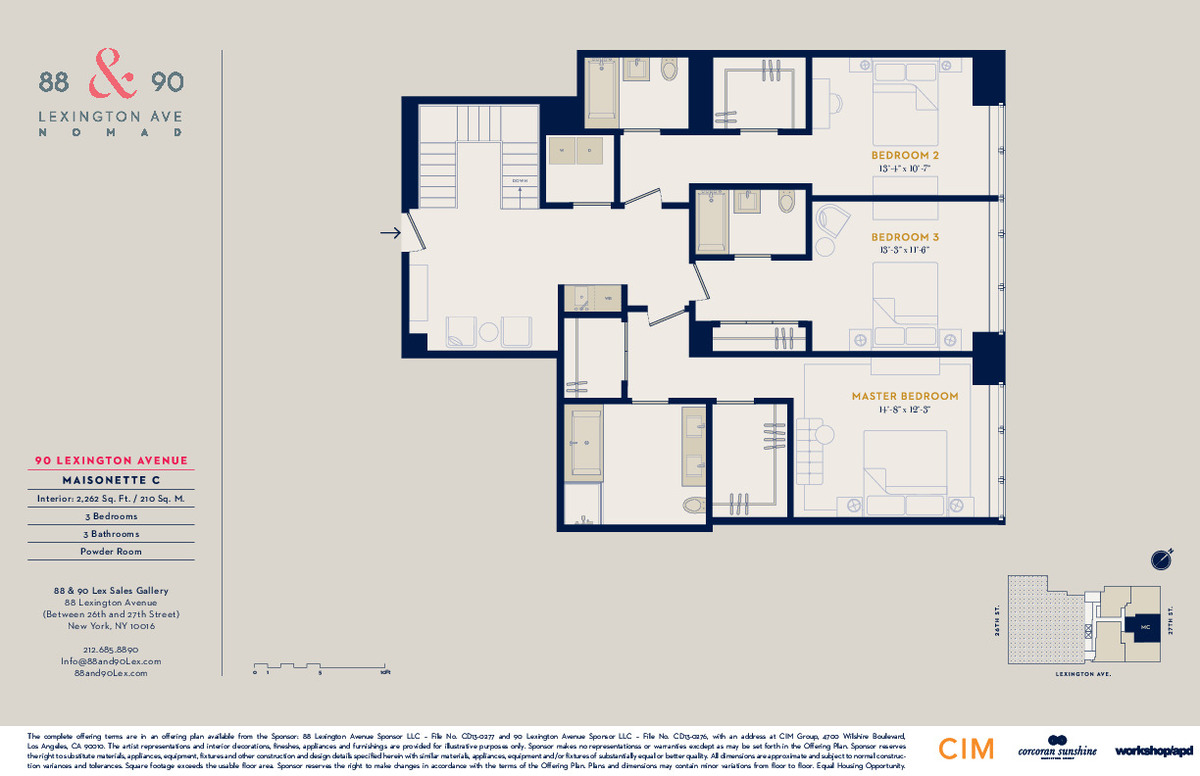 88 & 90
LEXINGTON AVE
NOMAD
90 LEXINGTON AVENUE
MAISONETTE C
Interior: 2,262 Sq. Ft. / 210 Sq. M.
3 Bedrooms
3 Bathrooms
Powder Room
88 & 90 Lex Sales Gallery
88 Lexington Avenue
(Between 26th and 27th Street)
New York, NY 10016
212.685.8890
Info@88and90Lex.com
88and90Lex.com
BEDROOM 2
13'-4" x 10'-7"
W D
DOWN
BEDROOM 3
13'-3" x 11'-6"
MASTER BEDROOM
14'-8" x 12'-3"
0 1 5 10Ft
N
26TH ST.
MC
27TH ST.
LEXINGTON AVE.
The complete offering terms are in an offering plan available from the Sponsor: 88 Lexington Avenue Sponsor LLC – File No. CD13-0277 and 90 Lexington Avenue Sponsor LLC – File No. CD13-0276, with an address at CIM Group, 4700 Wilshire Boulevard,
Los Angeles, CA 90010. The artist representations and interior decorations, fineshes, appliances and furnishings are provided for illustrative purposes only. Sponsor makes no representationss or warranties excdept as may be set forth in the Offering Plan. Sponsor reserves
the right to substitute materials, appliances, equipment, fixtures and other construction and design details specified herein with similar materials, appliances, equipment and/or fixtures of substantially equal or better quality. All dimensions are approximate and subject to normal construc-
tion variances and tolerances. Square footage exceeds the usable floor area. Sponsor reserves the right to make changes in accordance with the terms of the Offering Plan. Plans and dimensions may contain minor variations from floor to floor. Equal Housing Opportunity.
CIM
corcoran sunshine
workshop/apd